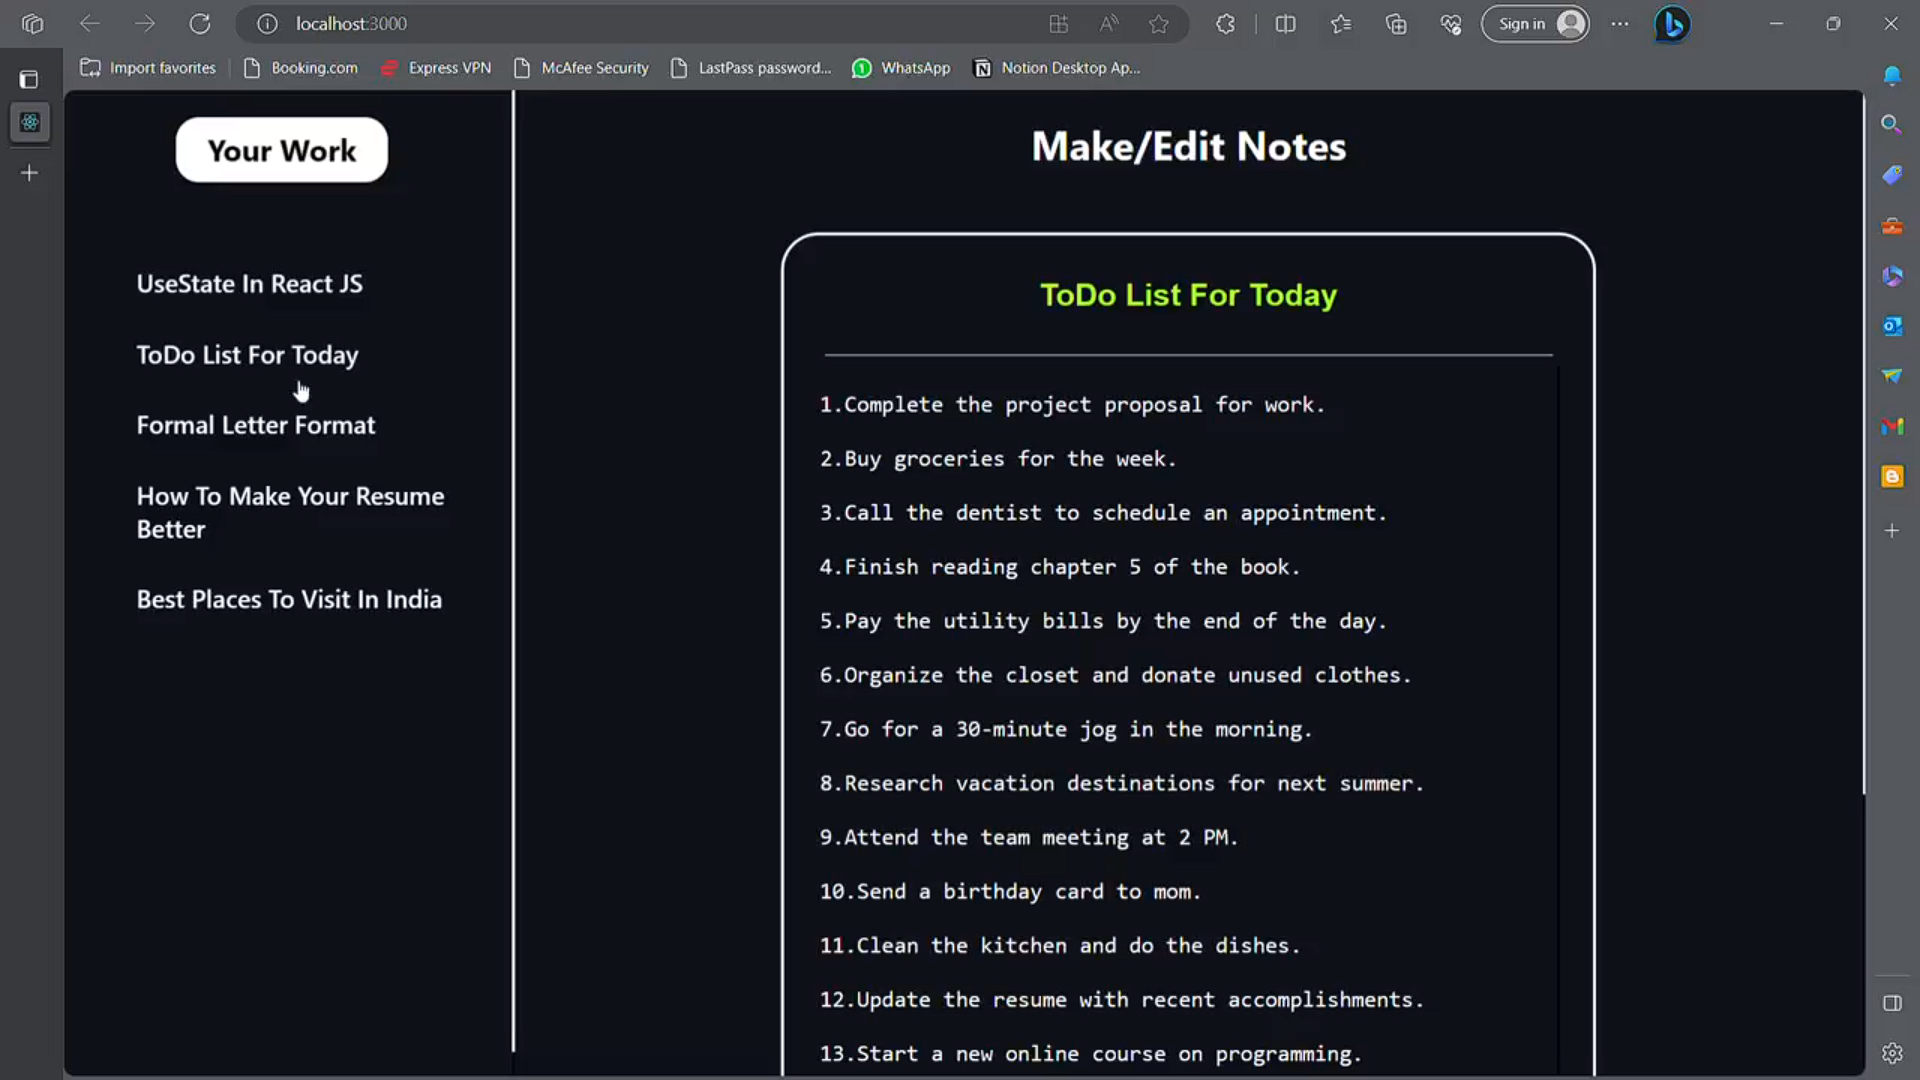 localhost:3000
Sign in
Import favorites
Booking.com
Express VPN
McAfee Security
LastPass password...
WhatsApp
Notion Desktop Ap...
Your Work
UseState In React JS
ToDo List For Today
Formal Letter Format
How To Make Your Resume
Better
Best Places To Visit In India
Make/Edit Notes
ToDo List For Today
1.Complete the project proposal for work.
2.Buy groceries for the week.
3.Call the dentist to schedule an appointment.
4.Finish reading chapter 5 of the book.
5.Pay the utility bills by the end of the day.
6.Organize the closet and donate unused clothes.
7.Go for a 30-minute jog in the morning.
8.Research vacation destinations for next summer.
9.Attend the team meeting at 2 PM.
10.Send a birthday card to mom.
11.Clean the kitchen and do the dishes.
12.Update the resume with recent accomplishments.
13.Start a new online course on programming.